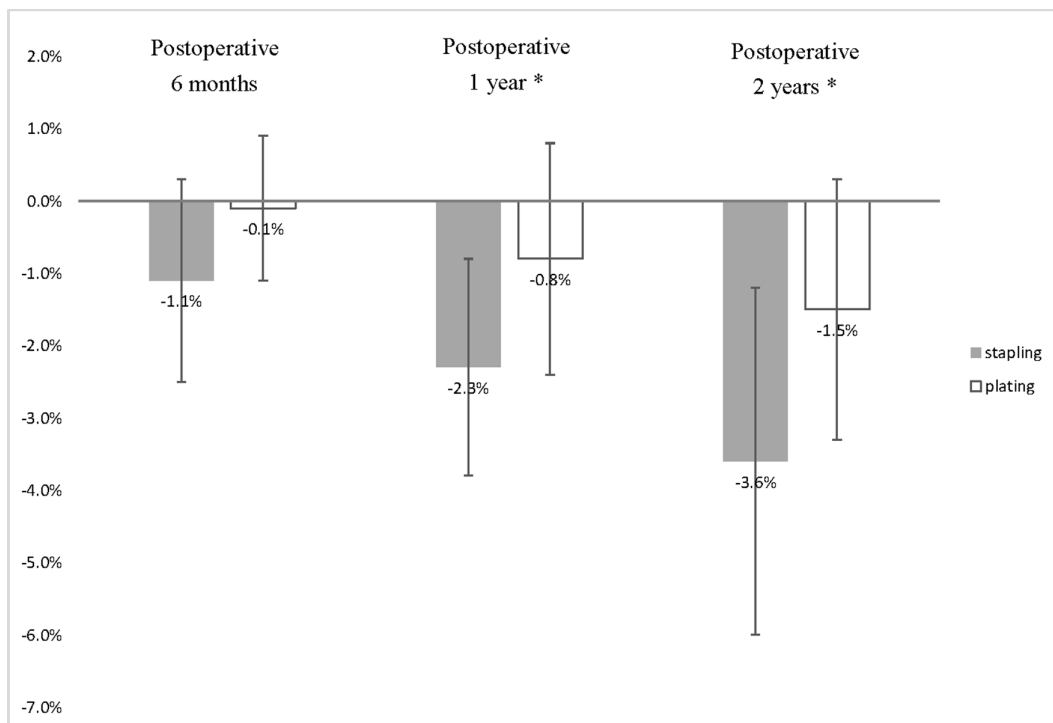 Postoperative
6 months
Postoperative
1 year *
Postoperative
2 years *
2.0%
1.0%
0.0%
-1.0%
-2.0%
-3.0%
-4.0%
-5.0%
-6.0%
-7.0%
-1.1%
-0.1%
-2.3%
-0.8%
-3.6%
-1.5%
stapling
plating